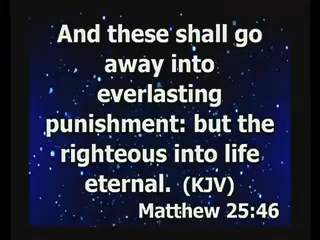 And these shall go
away into
everlasting
punishment: but the
righteous into life
eternal. (KJV)
Matthew 25:46